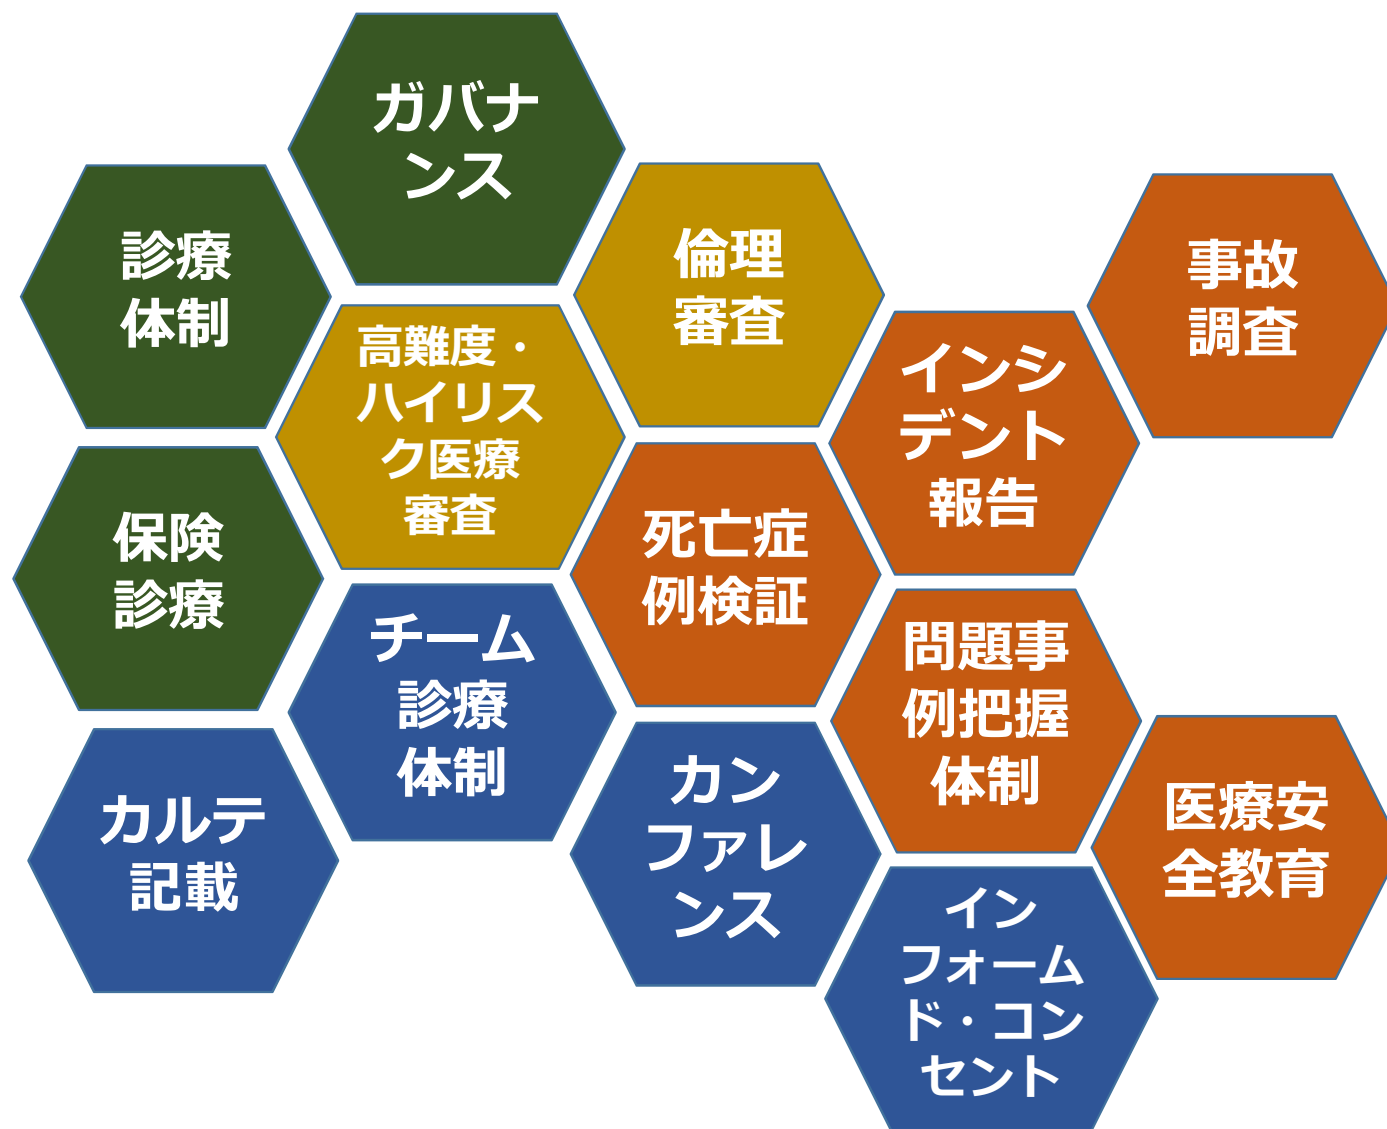 ガバナ
ンス
診療
体制
倫理
審査
事故
調査
高難度・
ハイリス
ク医療
審査
インシ
デント
報告
保険
診療
死亡症
例検証
チーム
診療
体制
問題事
例把握
体制
カルテ
記載
カン
ファレ
ンス
医療安
全教育
イン
フォーム
ド・コン
セント